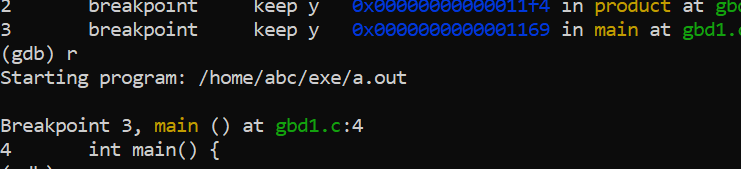 2       breakpoint     keep y   0x00000000000011f4 in product at gbd
3       breakpoint     keep y   0x0000000000001169 in main at gbd1.c
(gdb) r
Starting program: /home/abc/exe/a.out
Breakpoint 3, main () at gbd1.c:4
4       int main() {